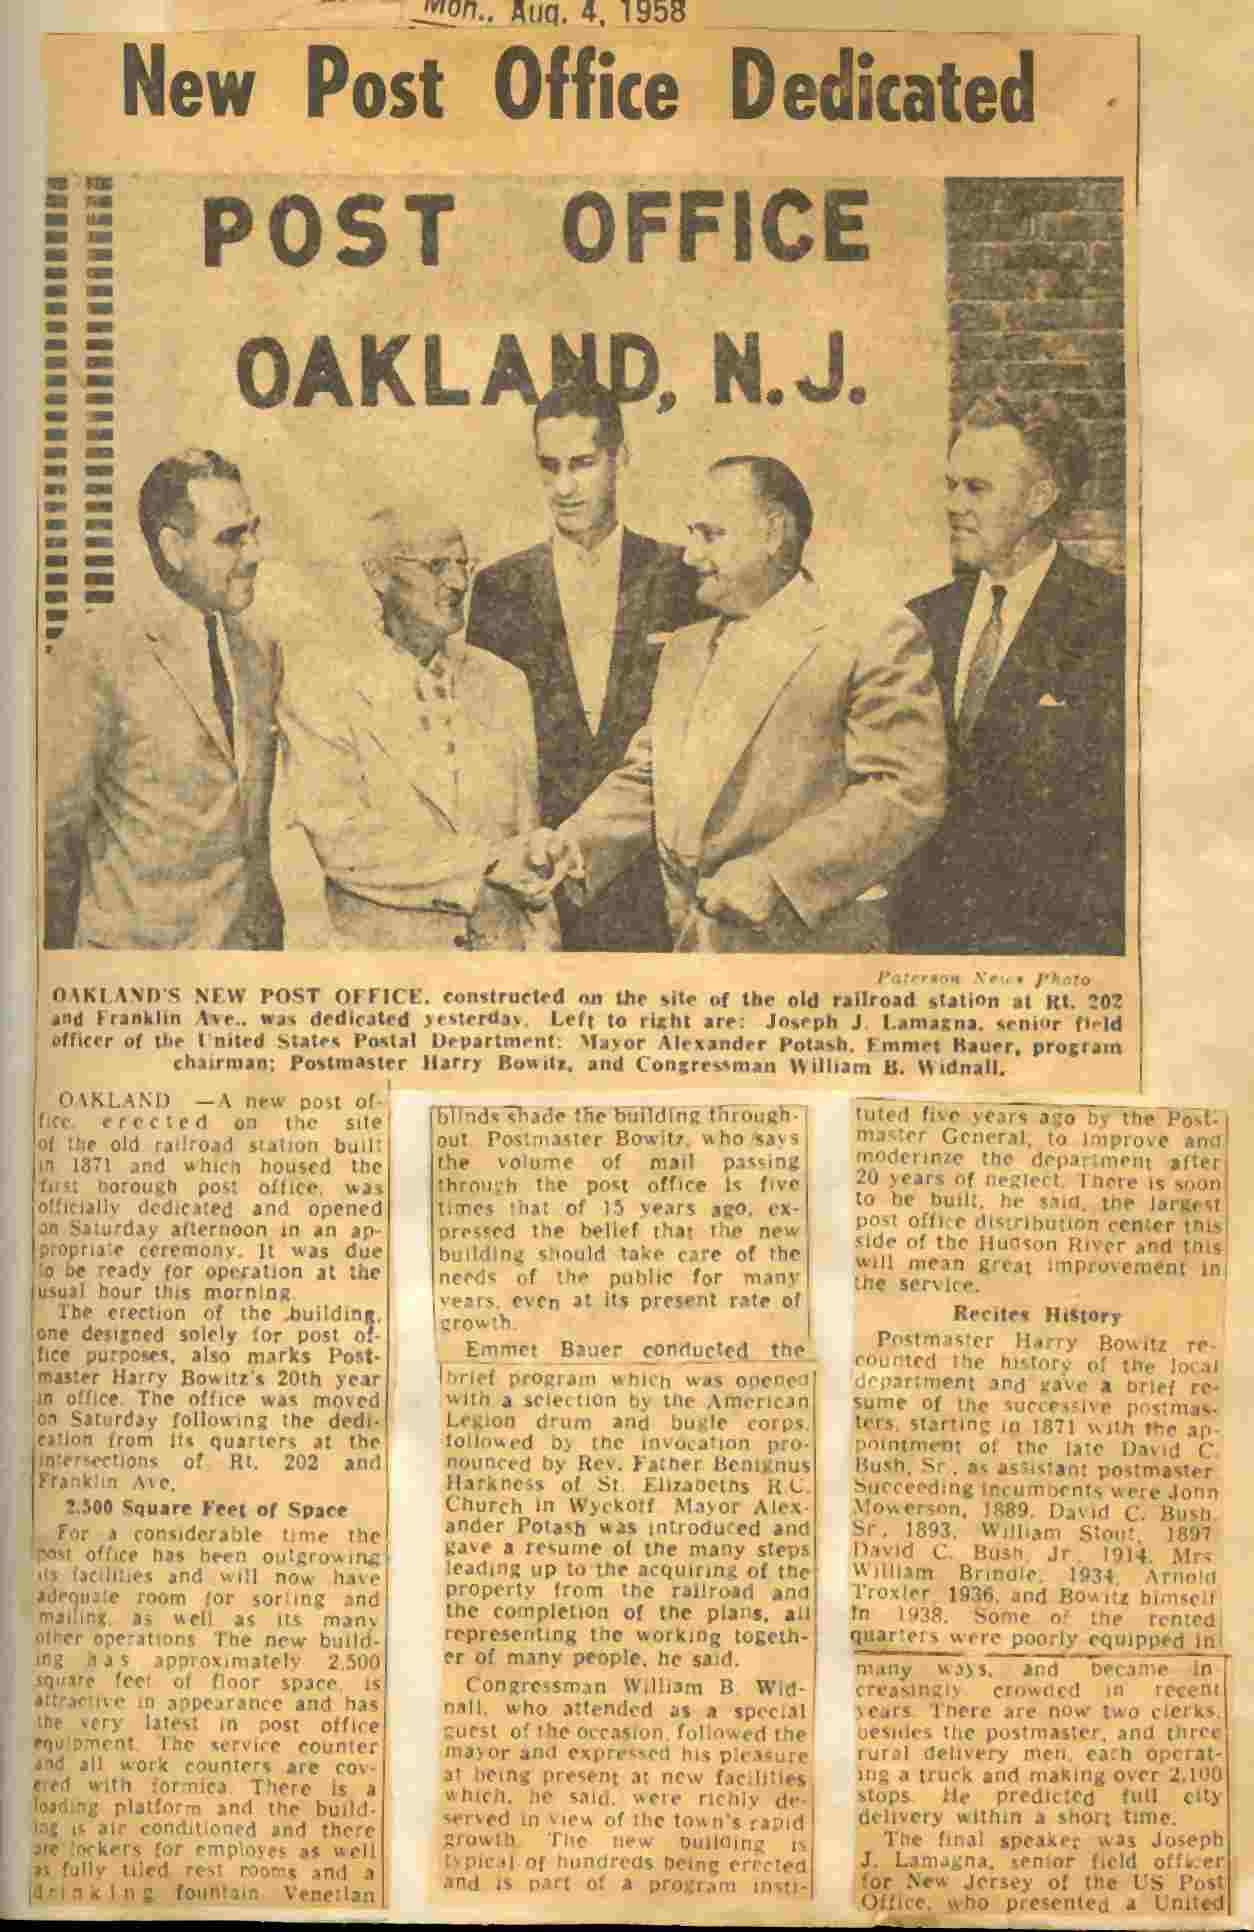 Mon., Aug. 4, 1958
New Post Office Dedicated
POST OFFICE
OAKLAND, N.J.
Paterson News Photo
OAKLAND'S NEW POST OFFICE, constructed on the site of the old railroad station at Rt. 202
and Franklin Ave., was dedicated yesterday. Left to right are: Joseph J. Lamagna, senior field
officer of the United States Postal Department; Mayor Alexander Potash, Emmet Bauer, program
chairman; Postmaster Harry Bowitz, and Congressman William B. Widnall.
OAKLAND —A new post of-
fice, erected on the site
of the old railroad station built
in 1871 and which housed the
first borough post office, was
officially dedicated and opened
on Saturday afternoon in an ap-
propriate ceremony. It was due
to be ready for operation at the
usual hour this morning.
The erection of the building,
one designed solely for post of-
fice purposes, also marks Post-
master Harry Bowitz's 20th year
in office. The office was moved
on Saturday following the dedi-
cation from its quarters at the
intersections of Rt. 202 and
Franklin Ave.
2,500 Square Feet of Space
For a considerable time the
post office has been outgrowing
its facilities and will now have
adequate room for sorting and
mailing, as well as its many
other operations. The new build-
ing has approximately 2,500
square feet of floor space, is
attractive in appearance and has
the very latest in post office
equipment. The service counter
and all work counters are cov-
ered with formica. There is a
loading platform and the build-
ing is air conditioned and there
are lockers for employes as well
as fully tiled rest rooms and a
drinking fountain. Venetian
blinds shade the building through-
out. Postmaster Bowitz, who says
the volume of mail passing
through the post office is five
times that of 15 years ago, ex-
pressed the belief that the new
building should take care of the
needs of the public for many
years, even at its present rate of
growth.
Emmet Bauer conducted the
brief program which was opened
with a selection by the American
Legion drum and bugle corps,
followed by the invocation pro-
nounced by Rev. Father Benignus
Harkness of St. Elizabeths R.C.
Church in Wyckoff. Mayor Alex-
ander Potash was introduced and
gave a resume of the many steps
leading up to the acquiring of the
property from the railroad and
the completion of the plans, all
representing the working togeth-
er of many people, he said.
Congressman William B. Wid-
nall, who attended as a special
guest of the occasion, followed the
mayor and expressed his pleasure
at being present at new facilities
which, he said, were richly de-
served in view of the town's rapid
growth. The new building is
typical of hundreds being erected
and is part of a program insti-
tuted five years ago by the Post-
master General, to improve and
moderinze the department after
20 years of neglect. There is soon
to be built, he said, the largest
post office distribution center this
side of the Hudson River and this
will mean great improvement in
the service.
Recites History
Postmaster Harry Bowitz re-
counted the history of the local
department and gave a brief re-
sume of the successive postmas-
ters, starting in 1871 with the ap-
pointment of the late David C.
Bush, Sr., as assistant postmaster.
Succeeding incumbents were John
Mowerson, 1889, David C. Bush,
Sr., 1893, William Stout, 1897
David C. Bush Jr., 1914, Mrs.
William Brindle, 1934, Arnold
Troxler 1936, and Bowitz himself
in 1938. Some of the rented
quarters were poorly equipped in
many ways, and became in-
creasingly crowded in recent
years. There are now two clerks,
besides the postmaster, and three
rural delivery men, each operat-
ing a truck and making over 2,100
stops. He predicted full city
delivery within a short time.
The final speaker was Joseph
J. Lamagna, senior field officer
for New Jersey of the US Post
Office, who presented a United